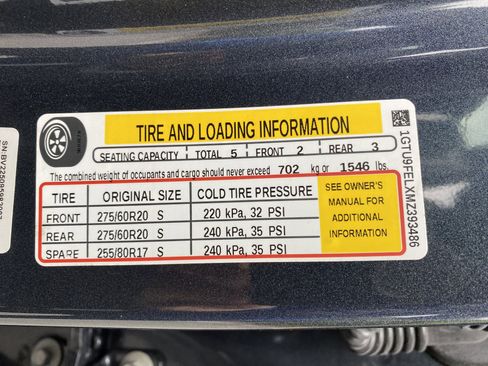 TIRE AND LOADING INFORMATION
SEATING CAPACITY TOTAL 5 FRONT 2 REAR 3
The combined weight of occupants and cargo should never exceed 702 kg or 1546 lbs.
TIRE ORIGINAL SIZE COLD TIRE PRESSURE
FRONT 275/60R20 S 220 kPa, 32 PSI
REAR 275/60R20 S 240 kPa, 35 PSI
SPARE 255/80R17 S 240 kPa, 35 PSI
SEE OWNER'S
MANUAL FOR
ADDITIONAL
INFORMATION
1GTU9FELXMZ393486